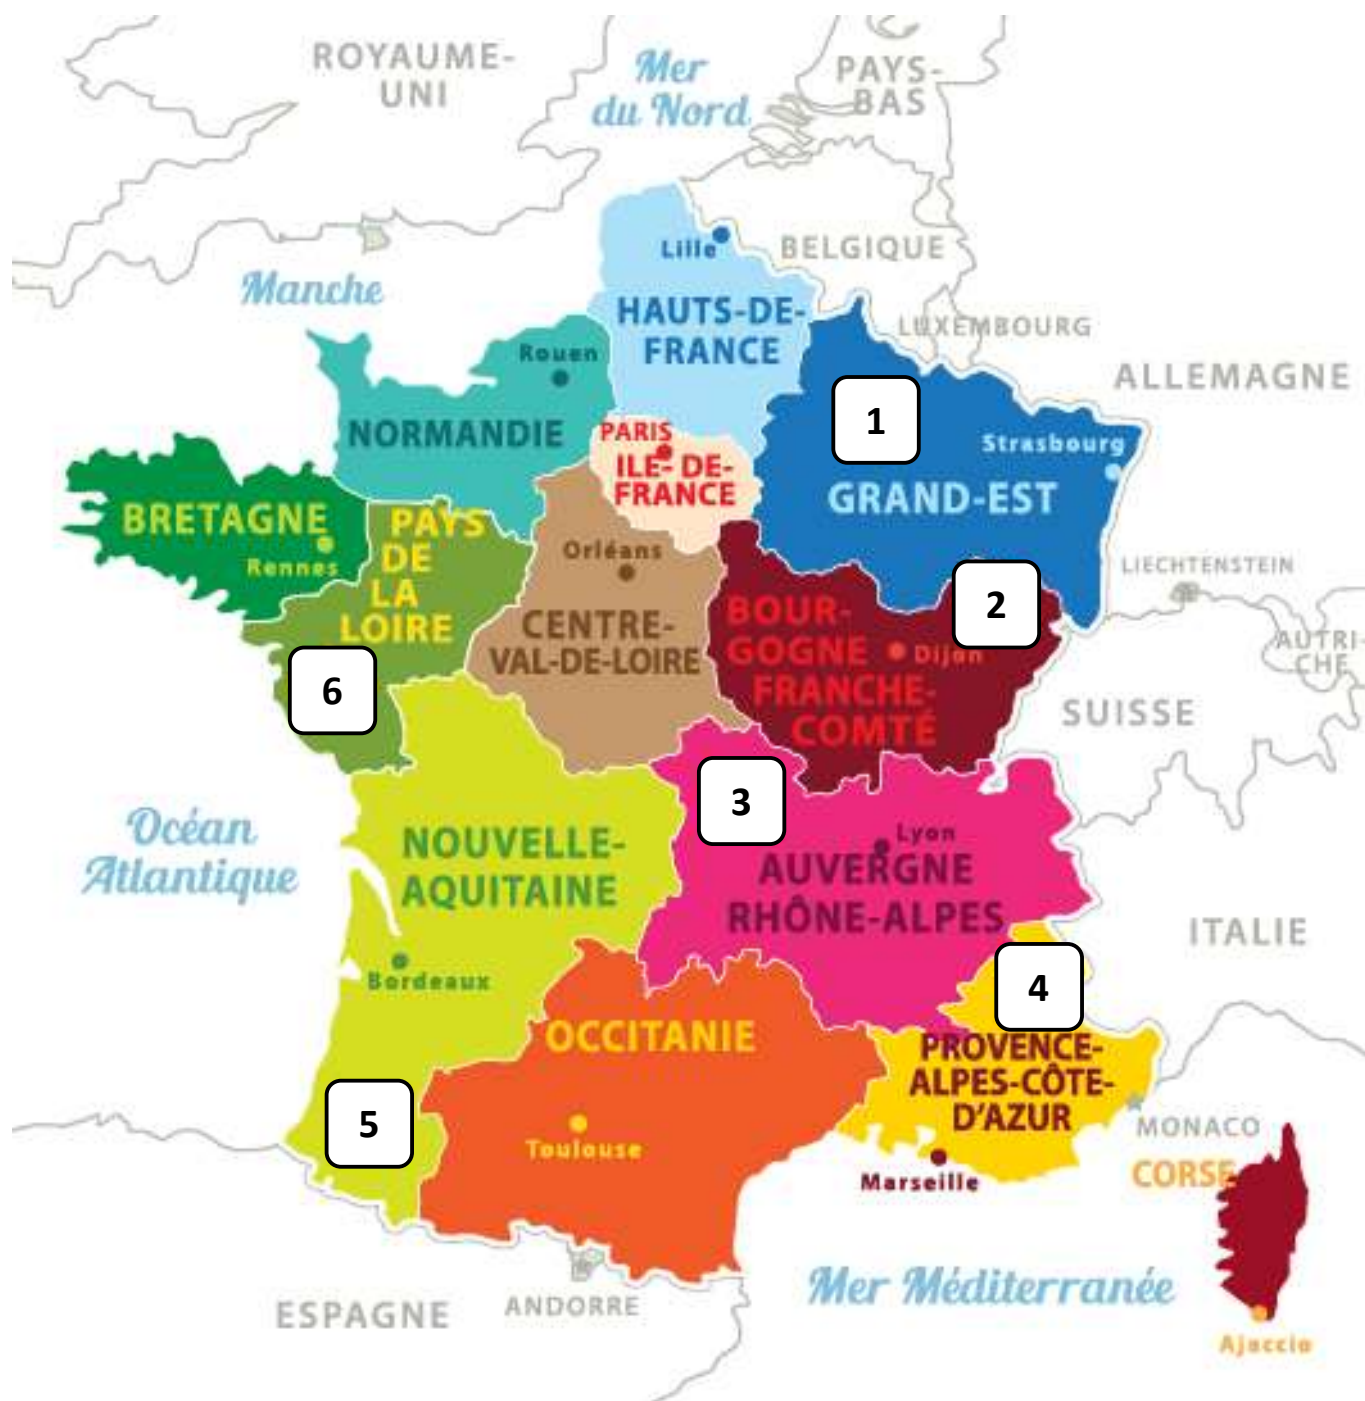 ROYAUME-
UNI
Mer
du Nord
PAYS-
BAS
Lille
BELGIQUE
Manche
HAUTS-DE-
FRANCE
LUXEMBOURG
ALLEMAGNE
Rouen
NORMANDIE
1
PARIS
ILE-DE-
FRANCE
Strasbourg
GRAND-EST
BRETAGNE
Rennes
PAYS
DE
LA
LOIRE
Orléans
CENTRE-
VAL-DE-LOIRE
LIECHTENSTEIN
2
BOUR-
GOGNE
Dijon
FRANCHE-
COMTÉ
AUTRI-
CHE
6
SUISSE
3
Océan
Atlantique
NOUVELLE-
AQUITAINE
Lyon
AUVERGNE
RHÔNE-ALPES
ITALIE
Bordeaux
4
OCCITANIE
PROVENCE-
ALPES-CÔTE-
D'AZUR
5
Toulouse
MONACO
Marseille
CORSE
Mer Méditerranée
ESPAGNE
ANDORRE
Ajaccio